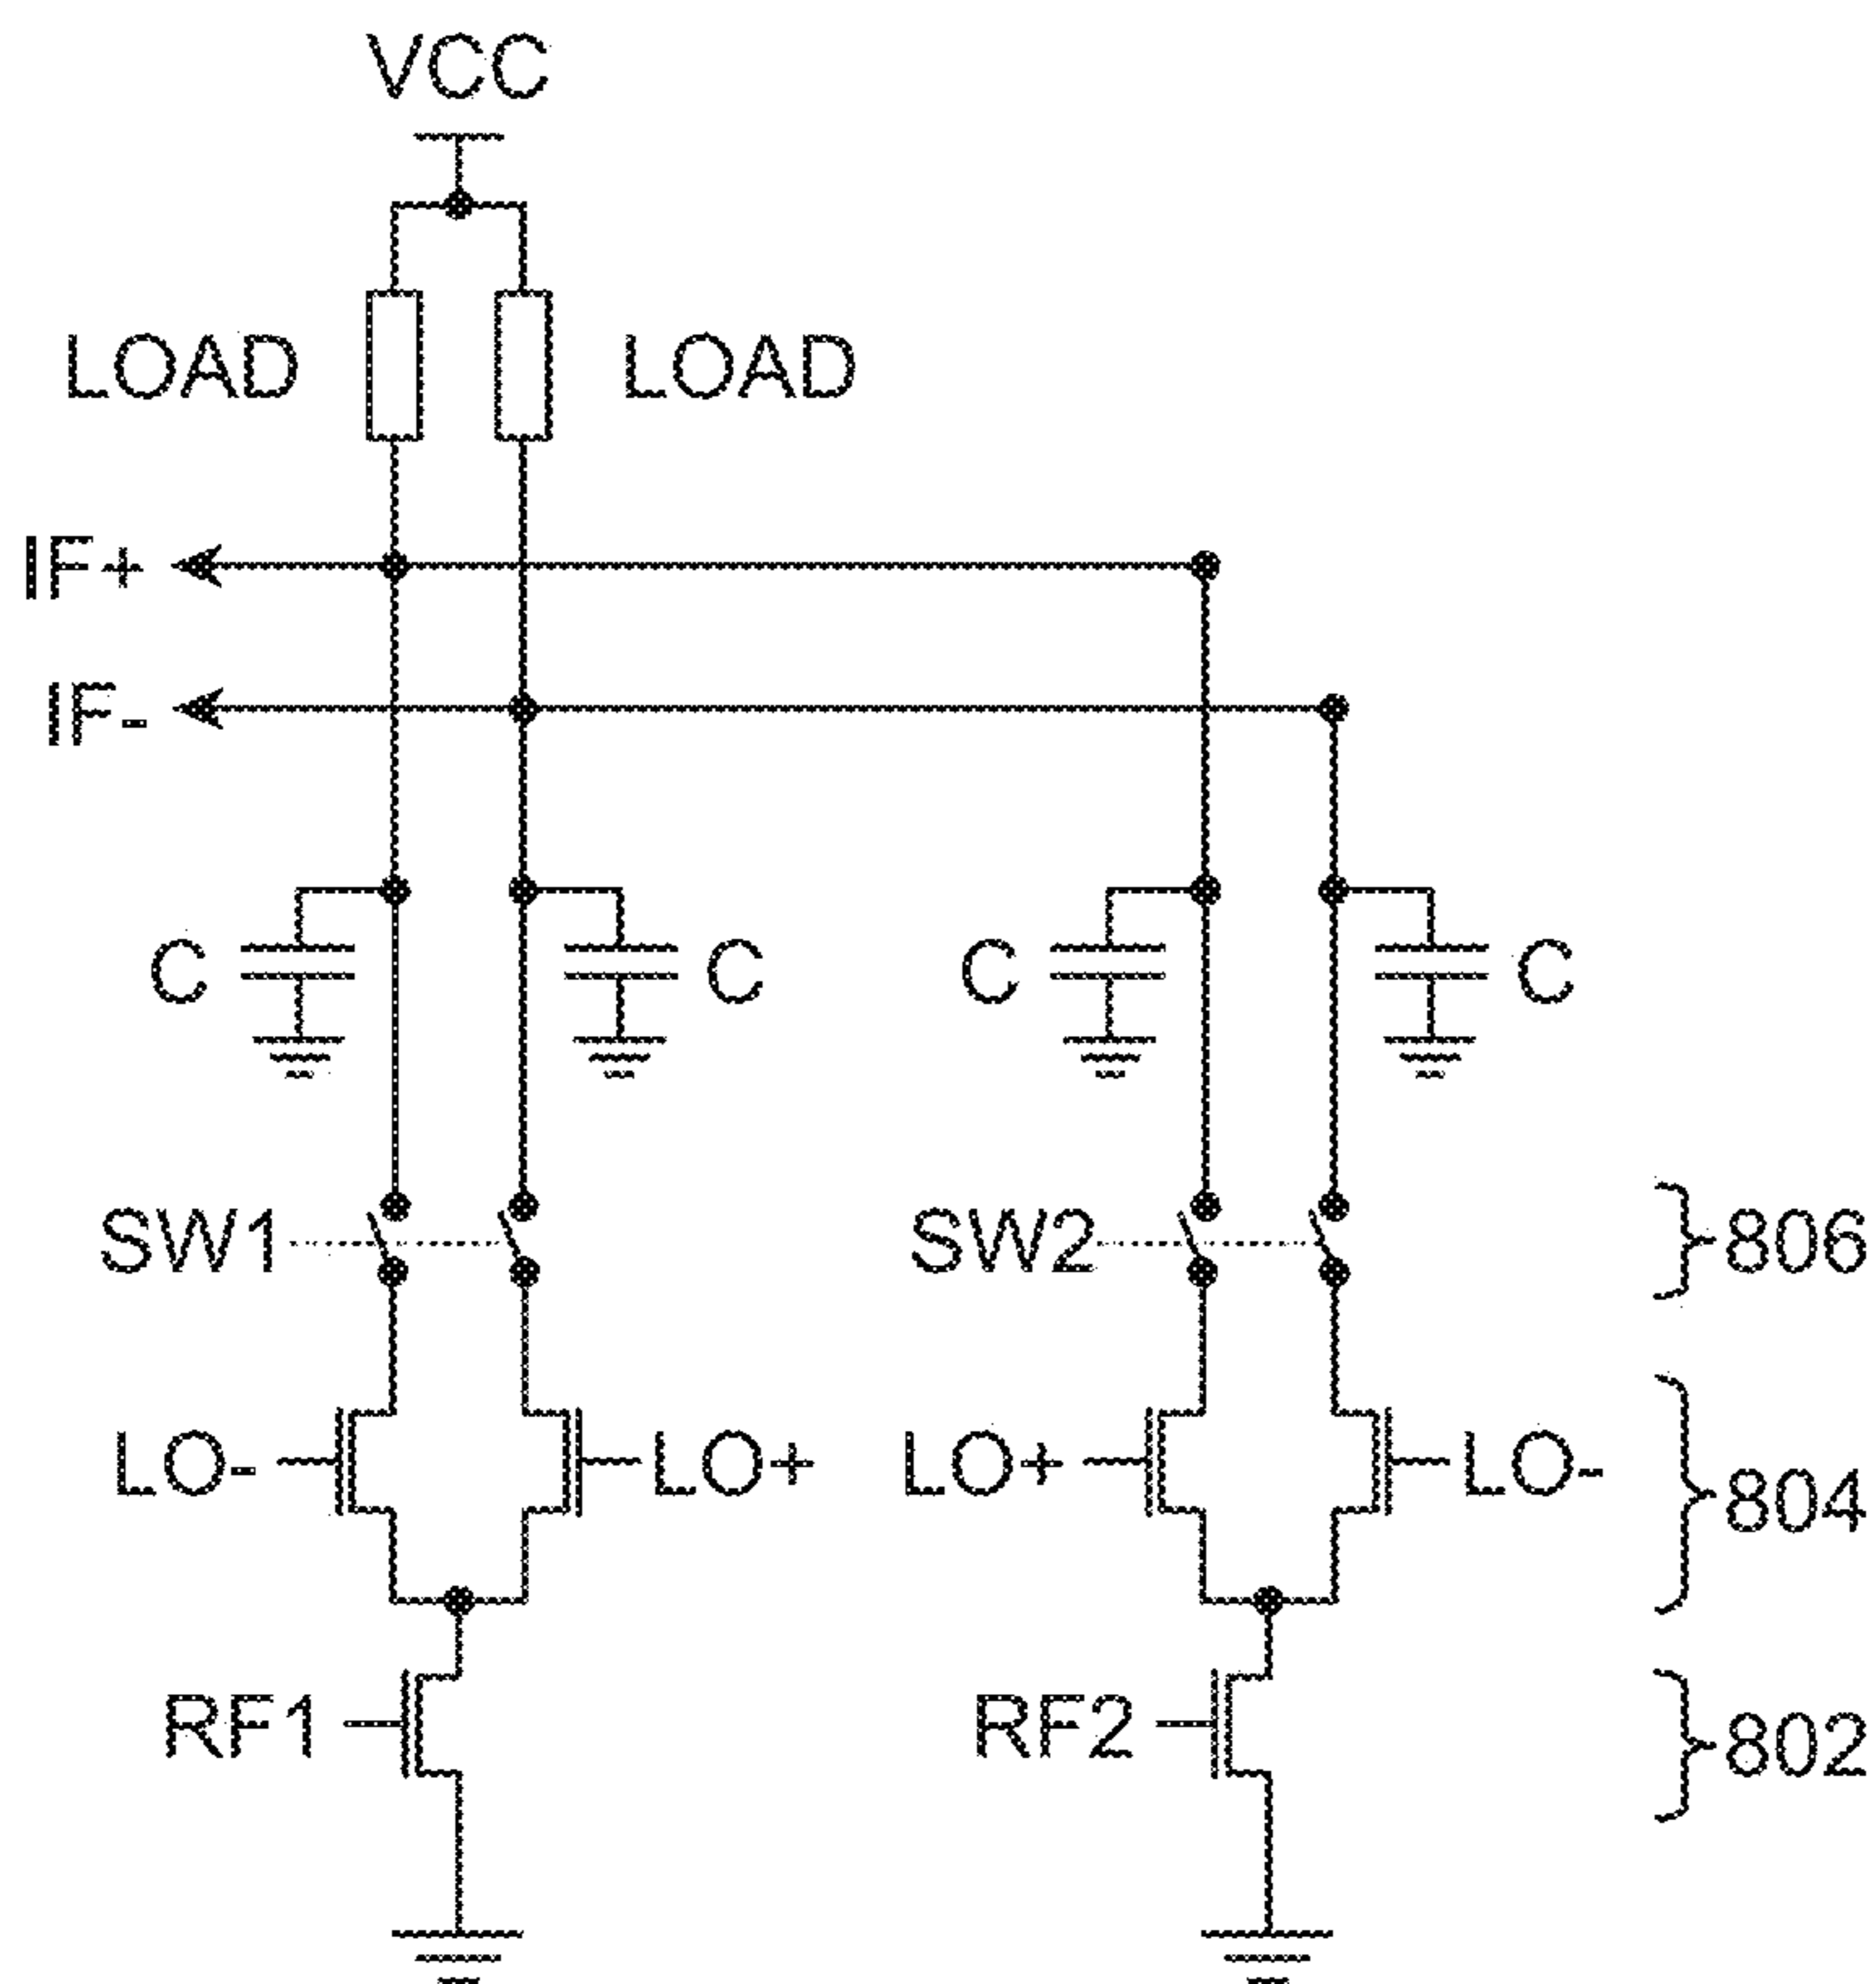 VCC
LOAD LOAD
IF+
IF-
C C C C
SW1 SW2 806
LO- LO+ LO+ LO- 804
RF1 RF2 802